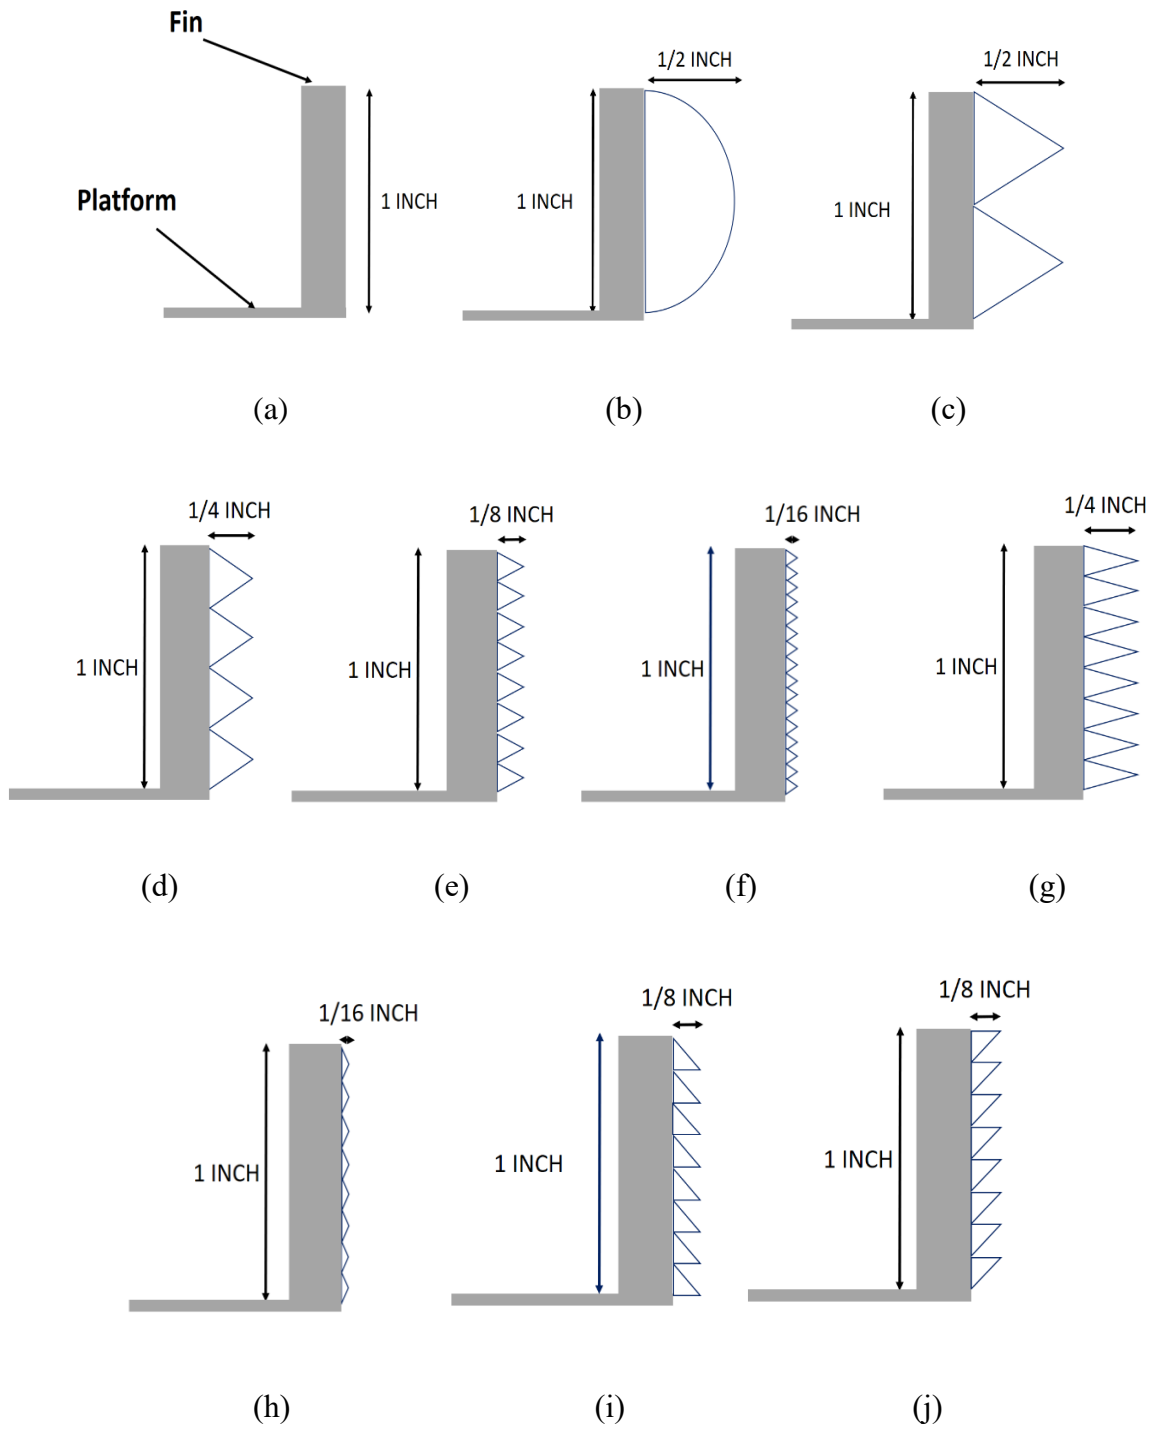 Fin
1/2 INCH
1/2 INCH
Platform
1 INCH
1 INCH
1 INCH
(a)
(b)
(c)
1/4 INCH
1/8 INCH
1/16 INCH
1/4 INCH
1 INCH
1 INCH
1 INCH
1 INCH
(d)
(e)
(f)
(g)
1/16 INCH
1/8 INCH
1/8 INCH
1 INCH
1 INCH
1 INCH
(h)
(i)
(j)